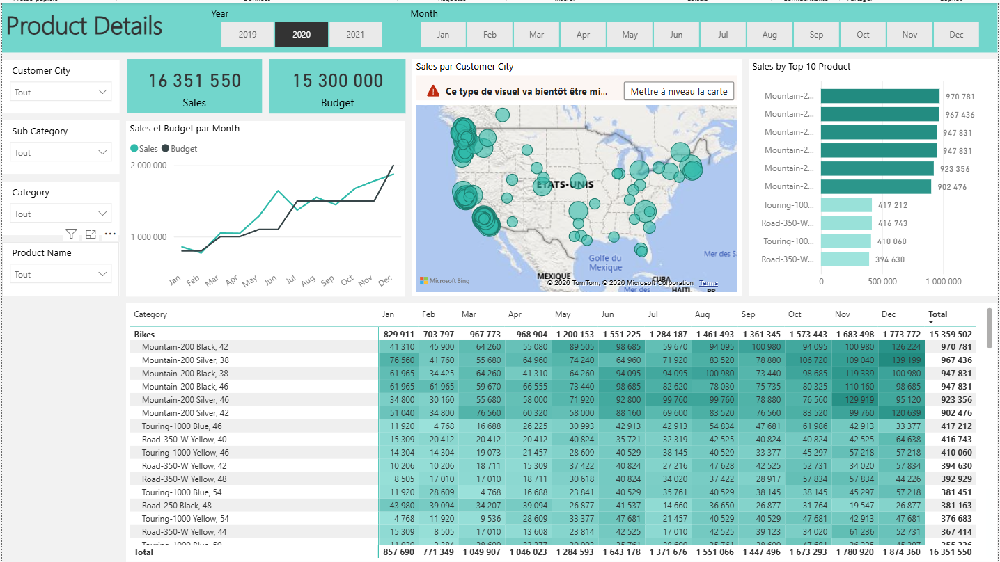 Product Details
Year
2019 2020 2021
Month
Jan Feb Mar Apr May Jun Jul Aug Sep Oct Nov Dec
Customer City
Tout
Sub Category
Tout
Category
Tout
Product Name
Tout
16 351 550
Sales
15 300 000
Budget
Sales et Budget par Month
Sales Budget
2 000 000
1 000 000
Jan Feb Mar Apr May Jun Jul Aug Sep Oct Nov Dec
Sales par Customer City
Ce type de visuel va bientôt être mi...
Mettre à niveau la carte
ÉTATS-UNIS
Golfe du
Mexique
MEXIQUE
CUBA
HAÏTI
Mer des Sa
Mer des
Microsoft Bing
© 2026 TomTom, © 2026 Microsoft Corporation Terms
Sales by Top 10 Product
Mountain-2... 970 781
Mountain-2... 967 436
Mountain-2... 947 831
Mountain-2... 947 831
Mountain-2... 923 356
Mountain-2... 902 476
Touring-100... 417 212
Road-350-W... 416 743
Touring-100... 410 060
Road-350-W... 394 630
0 500 000 1 000 000
Category Jan Feb Mar Apr May Jun Jul Aug Sep Oct Nov Dec Total
Bikes 829 911 703 797 967 773 968 904 1 200 153 1 551 225 1 284 187 1 461 493 1 361 345 1 573 443 1 683 498 1 773 772 15 359 502
Mountain-200 Black, 42 41 310 45 900 64 260 55 080 89 505 98 685 59 670 94 095 100 980 94 095 100 980 126 224 970 781
Mountain-200 Silver, 38 76 560 41 760 55 680 64 960 74 240 64 960 71 920 83 520 78 880 106 720 109 040 139 199 967 436
Mountain-200 Black, 38 61 965 34 425 64 260 41 310 64 260 94 095 94 095 100 980 73 440 98 685 119 339 100 980 947 831
Mountain-200 Black, 46 61 965 61 965 59 670 66 555 73 440 98 685 82 620 78 030 75 735 80 325 110 160 98 685 947 831
Mountain-200 Silver, 46 34 800 30 160 55 680 58 000 71 920 92 800 99 760 99 760 78 880 76 560 129 919 95 120 923 356
Mountain-200 Silver, 42 51 040 34 800 76 560 60 320 58 000 88 160 69 600 83 520 76 560 83 520 99 760 120 639 902 476
Touring-1000 Blue, 46 11 920 4 768 16 688 26 225 30 993 42 913 42 913 54 834 47 681 61 986 42 913 33 377 417 212
Road-350-W Yellow, 40 15 309 20 412 20 412 20 412 40 824 35 721 32 319 42 525 40 824 40 824 42 525 64 638 416 743
Touring-1000 Yellow, 46 14 304 14 304 19 073 21 457 28 609 40 529 38 145 40 529 33 377 45 297 57 218 57 218 410 060
Road-350-W Yellow, 42 10 206 10 206 18 711 15 309 37 422 40 824 27 216 47 628 42 525 52 731 34 020 57 834 394 630
Road-350-W Yellow, 48 8 505 17 010 17 010 18 711 30 618 40 824 34 020 37 422 28 917 57 834 57 834 44 226 392 929
Touring-1000 Blue, 54 11 920 28 609 4 768 16 688 23 841 40 529 35 761 40 529 38 145 38 145 45 297 57 218 381 451
Road-250 Black, 48 43 980 39 094 34 207 39 094 26 877 41 537 14 660 36 650 26 877 31 764 19 547 26 877 381 163
Touring-1000 Yellow, 54 4 768 11 920 9 536 28 609 33 377 47 681 21 457 40 529 40 529 47 681 42 913 47 681 376 683
Road-350-W Yellow, 44 15 309 8 505 17 010 13 608 23 814 42 525 17 010 42 525 39 123 34 020 61 236 52 731 367 414
Total 857 690 771 349 1 049 907 1 046 023 1 284 593 1 643 178 1 371 676 1 551 066 1 447 496 1 673 293 1 780 920 1 874 360 16 351 550